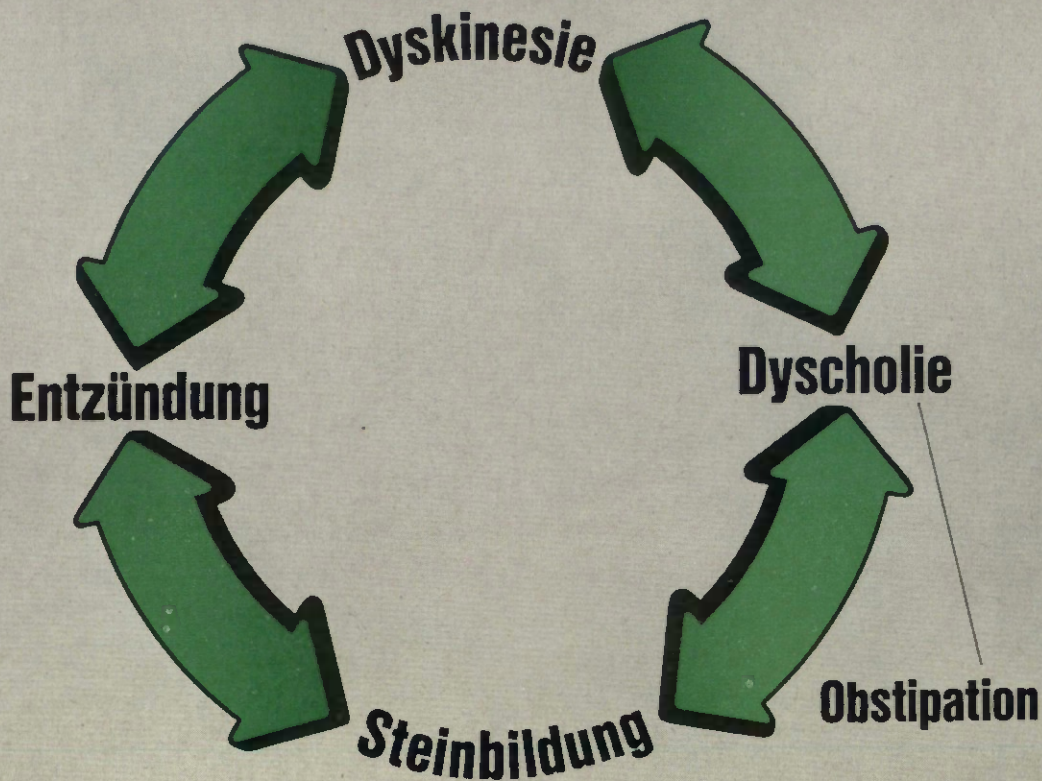 Dyskinesie
Entzündung
Dyscholie
Obstipation
Steinbildung